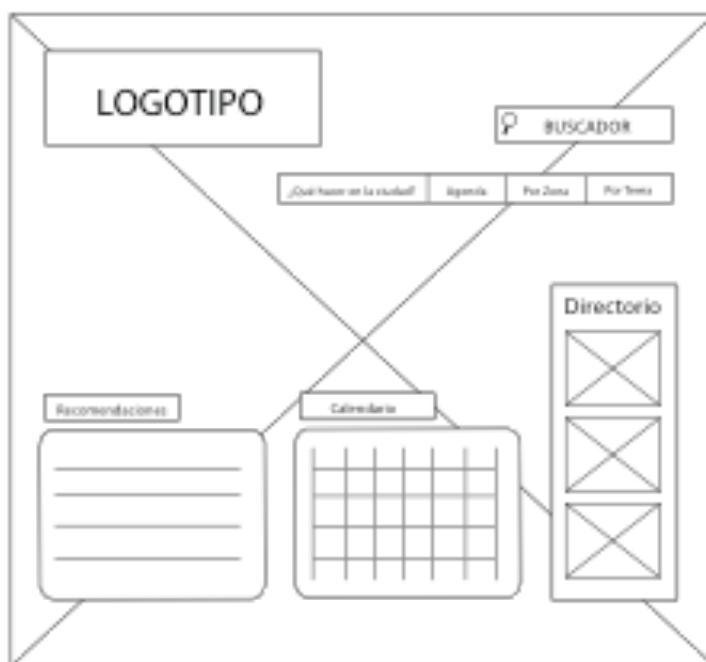 LOGOTIPO
BUSCADOR
¿Qué hacer en la ciudad? Agenda Por Zona Por Tema
Directorio
Recomendaciones
Calendario